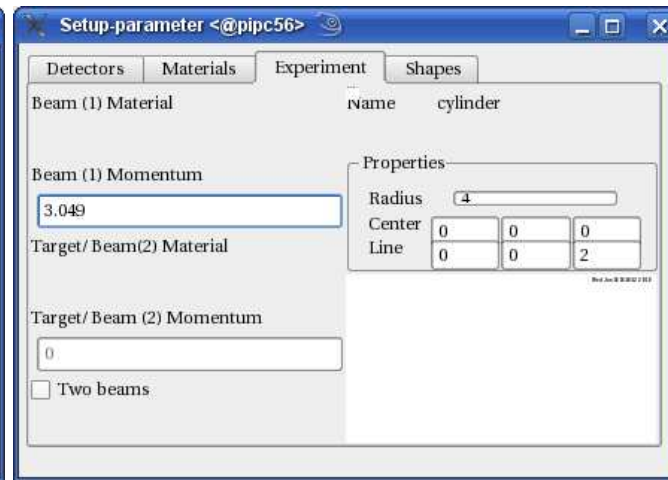 Setup-parameter <@pipc56>
Detectors Materials Experiment Shapes
Beam (1) Material
Name cylinder
Beam (1) Momentum
3.049
Properties
Radius 4
Center 0 0 0
Line 0 0 2
Target/ Beam(2) Material
Target/ Beam (2) Momentum
0
Two beams